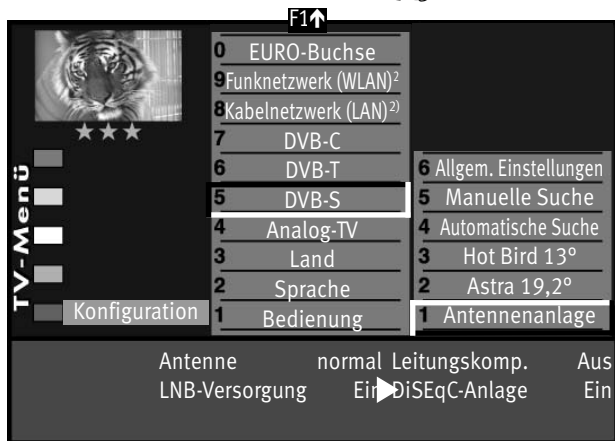 F1↑
0 EURO-Buchse
9 Funknetzwerk (WLAN)²
8 Kabelnetzwerk (LAN)²⁾
7 DVB-C
6 DVB-T
5 DVB-S
4 Analog-TV
3 Land
2 Sprache
1 Bedienung
6 Allgem. Einstellungen
5 Manuelle Suche
4 Automatische Suche
3 Hot Bird 13°
2 Astra 19,2°
1 Antennenanlage
TV-Menü
Konfiguration
Antenne normal Leitungskomp. Aus
LNB-Versorgung Ein DiSEqC-Anlage Ein